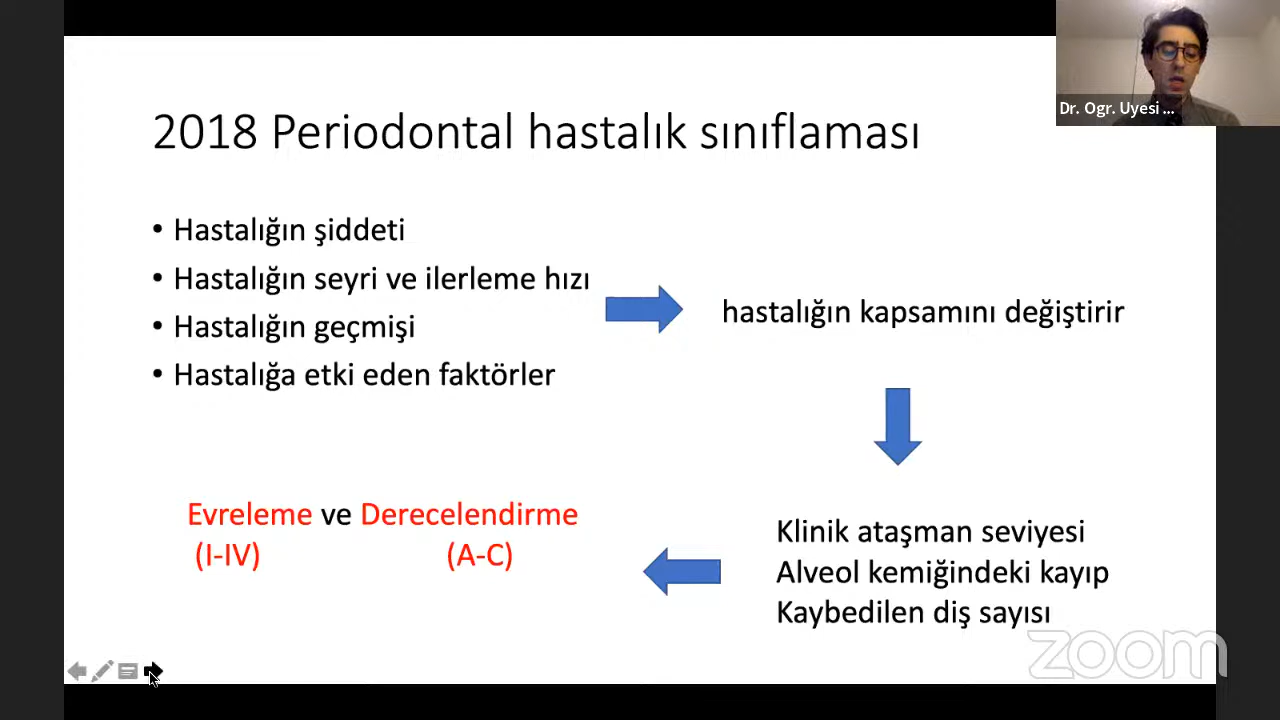 Dr. Ogr. Uyesi ...
2018 Periodontal hastalık sınıflaması
• Hastalığın şiddeti
• Hastalığın seyri ve ilerleme hızı
• Hastalığın geçmişi
• Hastalığa etki eden faktörler
hastalığın kapsamını değiştirir
Klinik ataşman seviyesi
Alveol kemiğindeki kayıp
Kaybedilen diş sayısı
Evreleme ve Derecelendirme
(I-IV) (A-C)
zoom